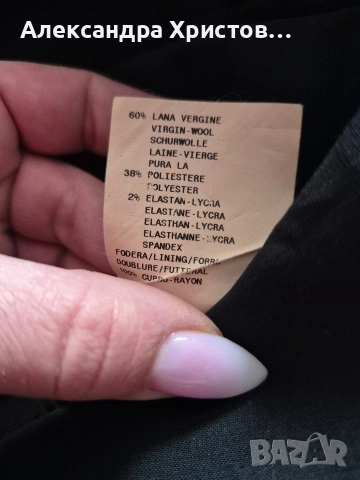 Александра Христов...
60% LANA VERGINE
VIRGIN-WOOL
SCHURWOLLE
LAINE-VIERGE
PURA LA
38% POLIESTERE
POLYESTER
2% ELASTAN-LYCRA
ELASTANE-LYCRA
ELASTHAN-LYCRA
ELASTHANNE-LYCRA
SPANDEX
FODERA/LINING/FORRO
DOUBLURE/FUTTERAL
100% CUPRO-RAYON
BAZAR